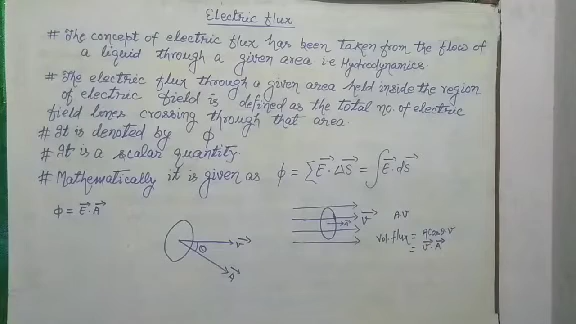 Electric flux
# The concept of electric flux has been taken from the flow of
a liquid through a given area i.e Hydrodynamics.
# The electric flux through a given area held inside the region
of electric field is defined as the total no. of electric
field lines crossing through that area.
# It is denoted by ϕ
# It is a scalar quantity.
# Mathematically it is given as ϕ = ∑E⃗·ΔS⃗ = ∫E⃗·dS⃗
ϕ = E⃗·A⃗
θ
v⃗
A⃗
v⃗
A.V
Vol. flux = A cosθ.V
= v⃗.A⃗